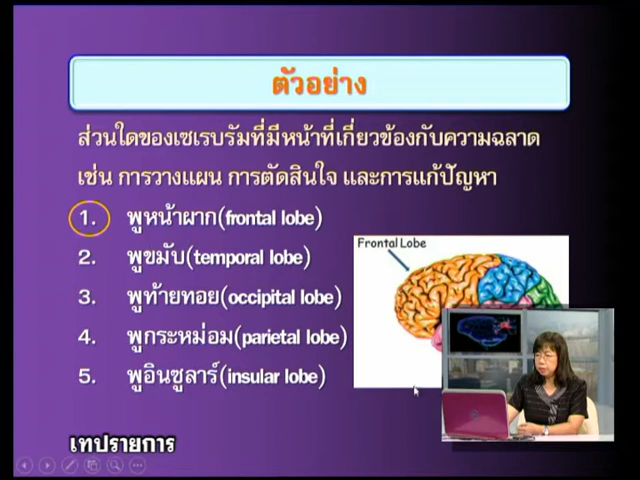 ตัวอย่าง
ส่วนใดของเซเรบรัมที่มีหน้าที่เกี่ยวข้องกับความฉลาด
เช่น การวางแผน การตัดสินใจ และการแก้ปัญหา
1. พูหน้าผาก(frontal lobe)
2. พูขมับ(temporal lobe)
3. พูท้ายทอย(occipital lobe)
4. พูกระหม่อม(parietal lobe)
5. พูอินซูลาร์(insular lobe)
Frontal Lobe
เทปรายการ